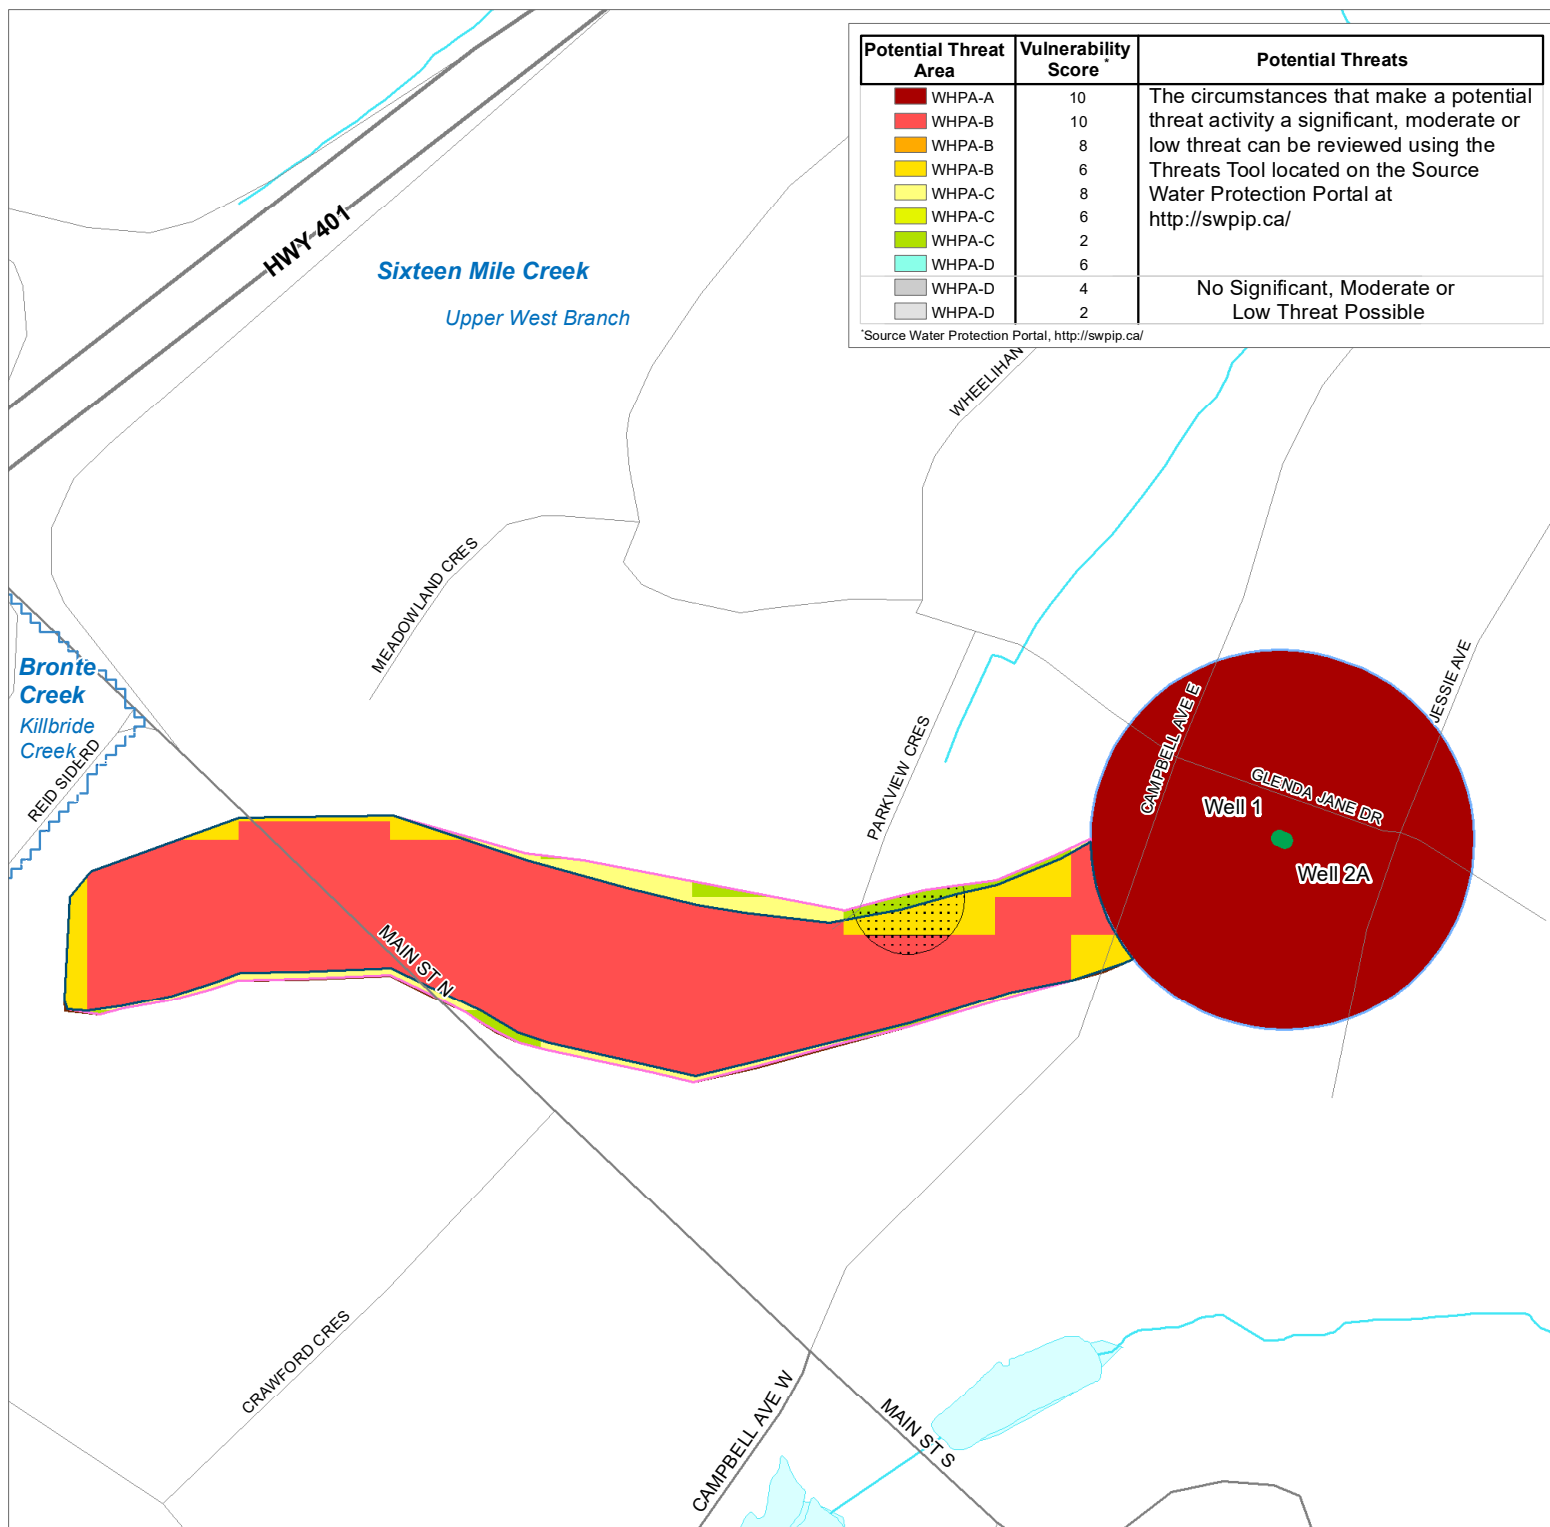 Potential Threat Area
Vulnerability Score *
Potential Threats
WHPA-A 10
WHPA-B 10
WHPA-B 8
WHPA-B 6
WHPA-C 8
WHPA-C 6
WHPA-C 2
WHPA-D 6
WHPA-D 4
WHPA-D 2
The circumstances that make a potential
threat activity a significant, moderate or
low threat can be reviewed using the
Threats Tool located on the Source
Water Protection Portal at
http://swpip.ca/
No Significant, Moderate or
Low Threat Possible
*Source Water Protection Portal, http://swpip.ca/
HWY 401
Sixteen Mile Creek
Upper West Branch
WHEELIHAN
MEADOWLAND CRES
Bronte
Creek
Killbride
Creek
REID SIDERD
PARKVIEW CRES
CAMPBELL AVE E
JESSIE AVE
GLENDA JANE DR
Well 1
Well 2A
MAIN ST N
CRAWFORD CRES
CAMPBELL AVE W
MAIN ST S